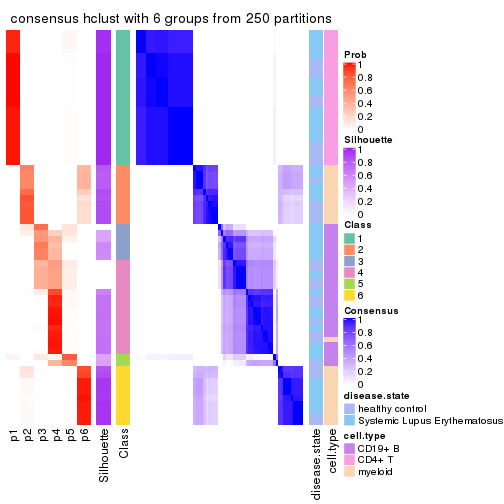 consensus hclust with 6 groups from 250 partitions
Prob
1
0.8
0.6
0.4
0.2
0
Silhouette
1
0.8
0.6
0.4
0.2
0
Class
1
2
3
4
5
6
Consensus
1
0.8
0.6
0.4
0.2
0
disease.state
healthy control
Systemic Lupus Erythematosus
cell.type
CD19+ B
CD4+ T
myeloid
p1
p2
p3
p4
p5
p6
Silhouette
Class
disease.state
cell.type